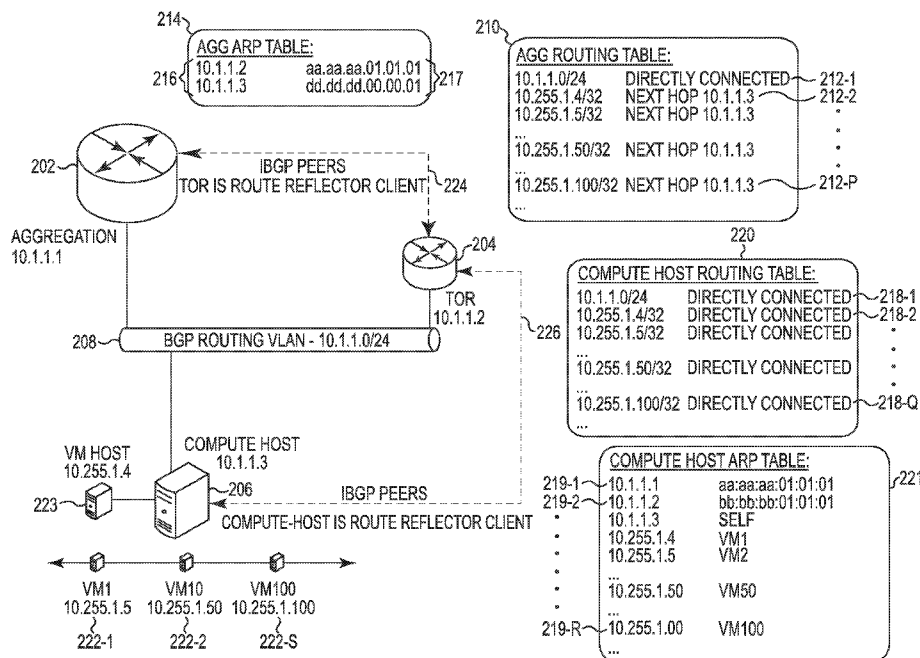 214
AGG ARP TABLE:
216
10.1.1.2 aa.aa.aa.01.01.01
217
10.1.1.3 dd.dd.dd.00.00.01
210
AGG ROUTING TABLE:
10.1.1.0/24 DIRECTLY CONNECTED 212-1
10.255.1.4/32 NEXT HOP 10.1.1.3 212-2
10.255.1.5/32 NEXT HOP 10.1.1.3
...
10.255.1.50/32 NEXT HOP 10.1.1.3
...
10.255.1.100/32 NEXT HOP 10.1.1.3 212-P
...
202
IBGP PEERS
TOR IS ROUTE REFLECTOR CLIENT
224
AGGREGATION
10.1.1.1
204
TOR
10.1.1.2
208
BGP ROUTING VLAN - 10.1.1.0/24
226
220
COMPUTE HOST ROUTING TABLE:
10.1.1.0/24 DIRECTLY CONNECTED 218-1
10.255.1.4/32 DIRECTLY CONNECTED 218-2
10.255.1.5/32 DIRECTLY CONNECTED
...
10.255.1.50/32 DIRECTLY CONNECTED
...
10.255.1.100/32 DIRECTLY CONNECTED 218-Q
...
VM HOST
10.255.1.4
223
COMPUTE HOST
10.1.1.3
206
IBGP PEERS
COMPUTE-HOST IS ROUTE REFLECTOR CLIENT
VM1
10.255.1.5
222-1
VM10
10.255.1.50
222-2
VM100
10.255.1.100
222-S
COMPUTE HOST ARP TABLE:
221
219-1 10.1.1.1 aa:aa:aa:01:01:01
219-2 10.1.1.2 bb:bb:bb:01:01:01
10.1.1.3 SELF
10.255.1.4 VM1
10.255.1.5 VM2
...
10.255.1.50 VM50
...
219-R 10.255.1.00 VM100
...